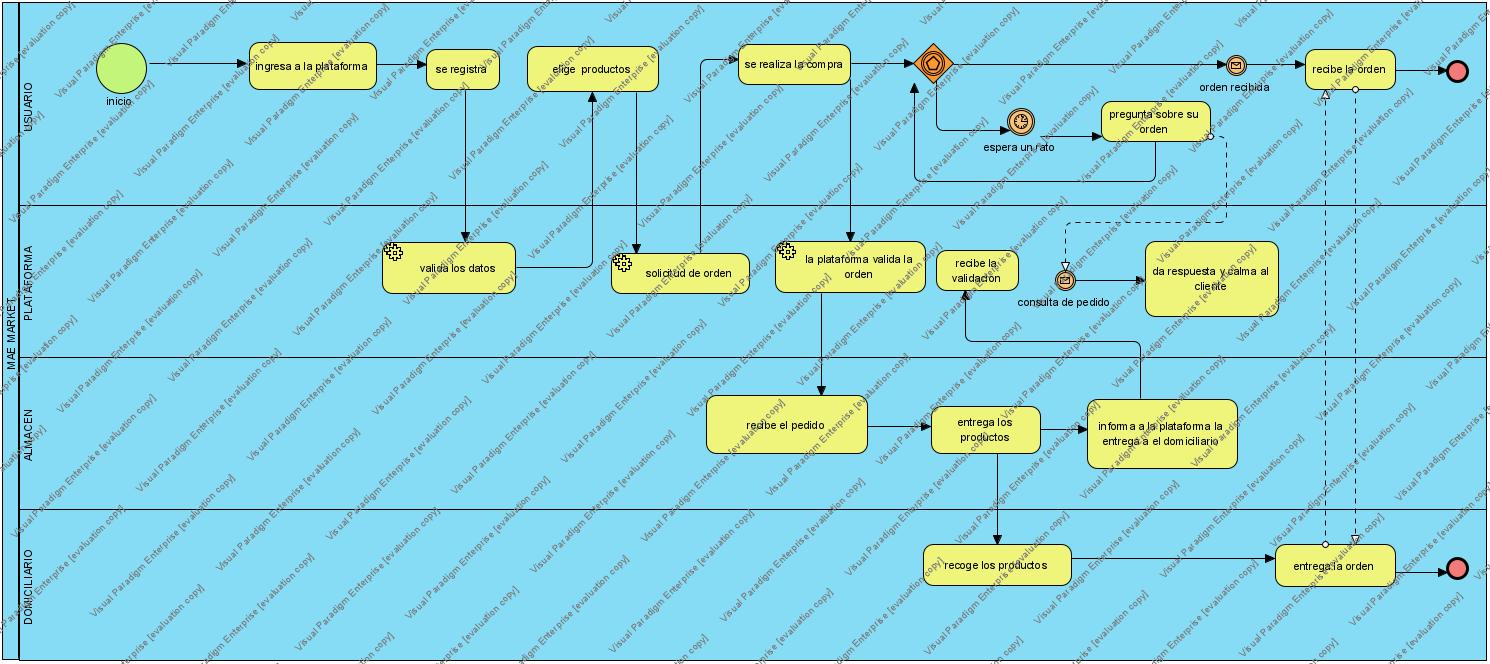 MAE MARKET
USUARIO
inicio
ingresa a la plataforma
se registra
elige productos
se realiza la compra
orden recibida
recibe la orden
espera un rato
pregunta sobre su
orden
PLATAFORMA
valida los datos
solicitud de orden
la plataforma valida la
orden
recibe la
validacion
consulta de pedido
da respuesta y calma al
cliente
ALMACEN
recibe el pedido
entrega los
productos
informa a la plataforma la
entrega a el domiciliario
DOMICILIARIO
recoge los productos
entrega la orden
Visual Paradigm Enterprise [evaluation copy]